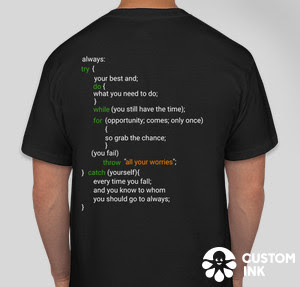 always:
try {
your best and;
do {
what you need to do;
}
while (you still have the time);
for (opportunity; comes; only once)
{
so grab the chance;
}
(you fail)
throw "all your worries";
} catch (yourself){
every time you fall;
and you know to whom
you should go to always;
}
CUSTOM
INK